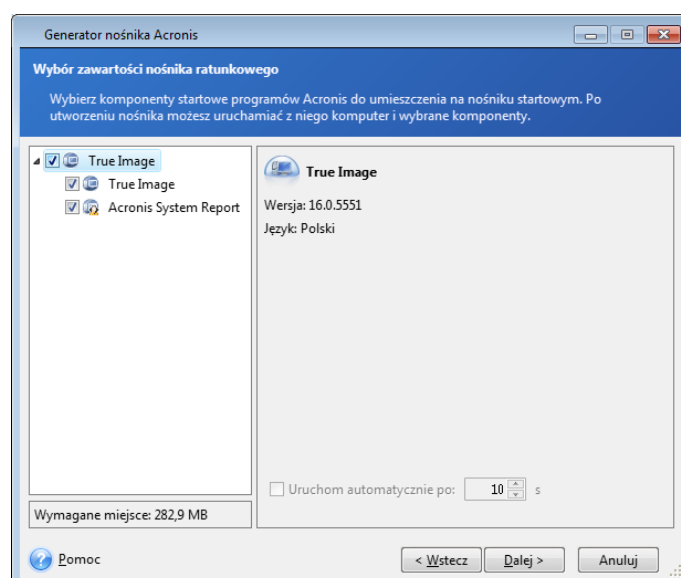 Generator nośnika Acronis
Wybór zawartości nośnika ratunkowego
Wybierz komponenty startowe programów Acronis do umieszczenia na nośniku startowym. Po
utworzeniu nośnika możesz uruchamiać z niego komputer i wybrane komponenty.
True Image
True Image
Acronis System Report
True Image
Wersja: 16.0.5551
Język: Polski
Uruchom automatycznie po: 10 s
Wymagane miejsce: 282,9 MB
Pomoc
< Wstecz
Dalej >
Anuluj